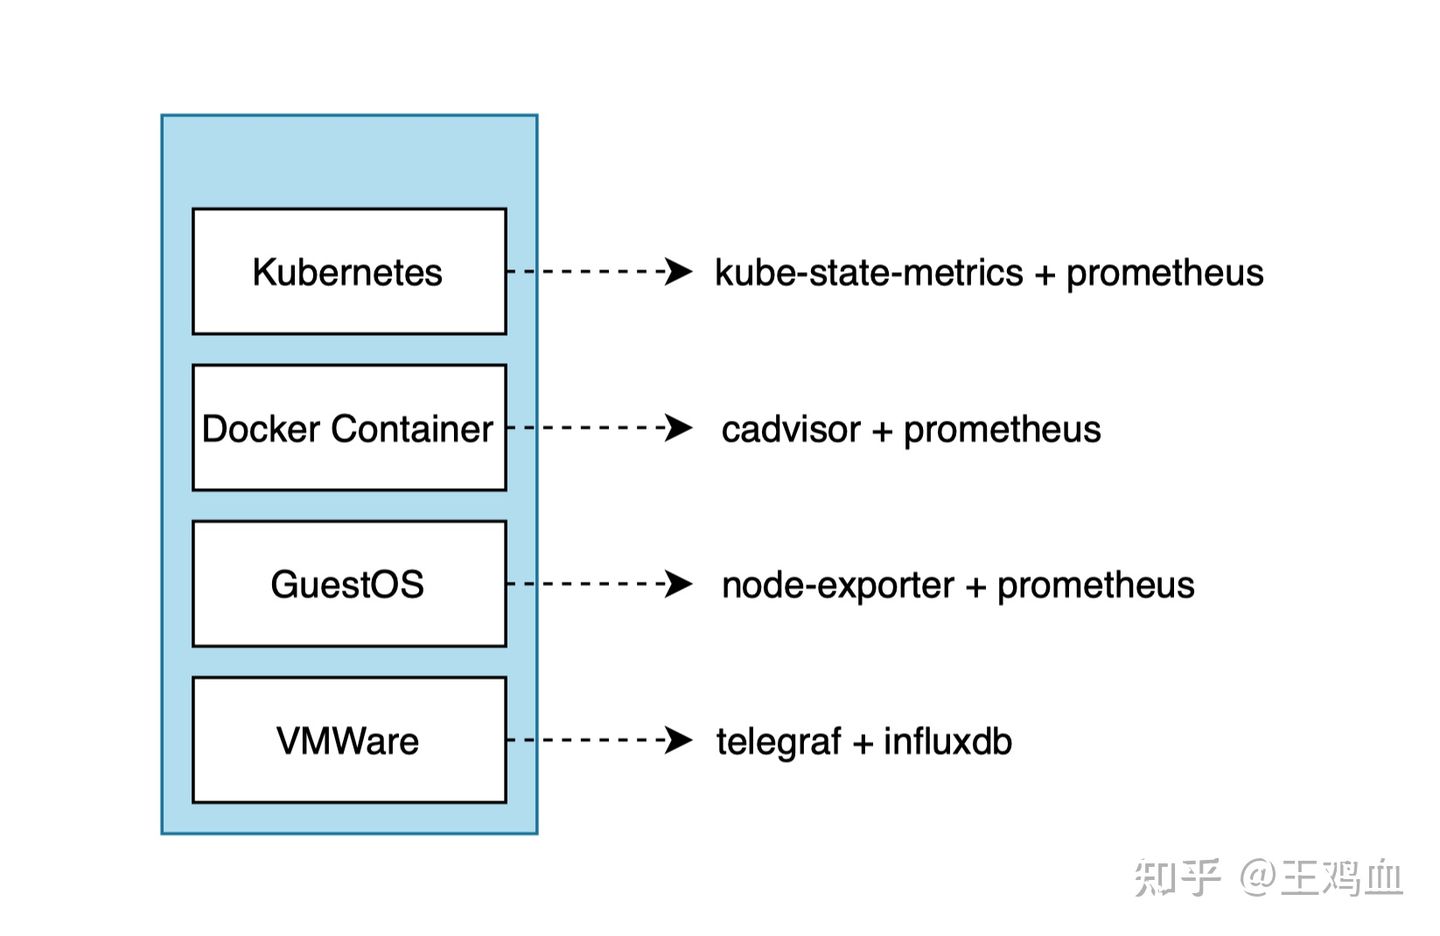 Kubernetes
kube-state-metrics + prometheus
Docker Container
cadvisor + prometheus
GuestOS
node-exporter + prometheus
VMWare
telegraf + influxdb
知乎 @王鸡血